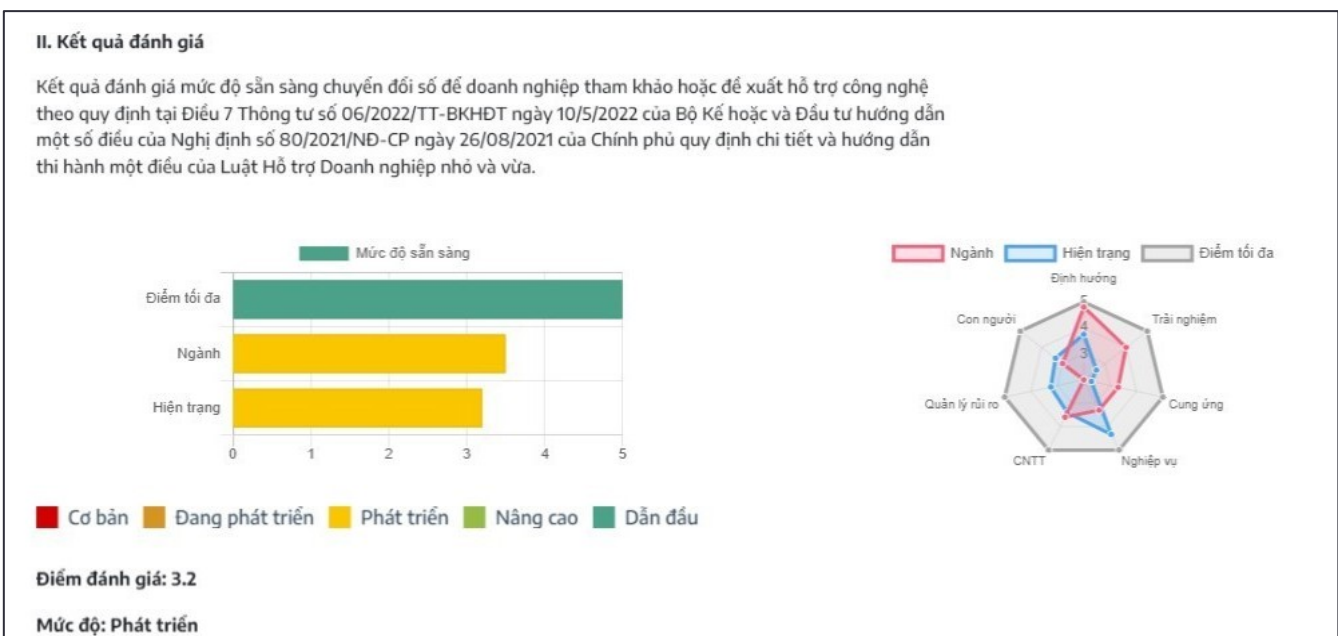 II. Kết quả đánh giá
Kết quả đánh giá mức độ sẵn sàng chuyển đổi số để doanh nghiệp tham khảo hoặc đề xuất hỗ trợ công nghệ
theo quy định tại Điều 7 Thông tư số 06/2022/TT-BKHĐT ngày 10/5/2022 của Bộ Kế hoặc và Đầu tư hướng dẫn
một số điều của Nghị định số 80/2021/NĐ-CP ngày 26/08/2021 của Chính phủ quy định chi tiết và hướng dẫn
thi hành một điều của Luật Hỗ trợ Doanh nghiệp nhỏ và vừa.
Mức độ sẵn sàng
Điểm tối đa
Ngành
Hiện trạng
0 1 2 3 4 5
Ngành Hiện trạng Điểm tối đa
Định hướng
5
4
3
Con người
Trải nghiệm
Quản lý rủi ro
Cung ứng
CNTT
Nghiệp vụ
Cơ bản Đang phát triển Phát triển Nâng cao Dẫn đầu
Điểm đánh giá: 3.2
Mức độ: Phát triển